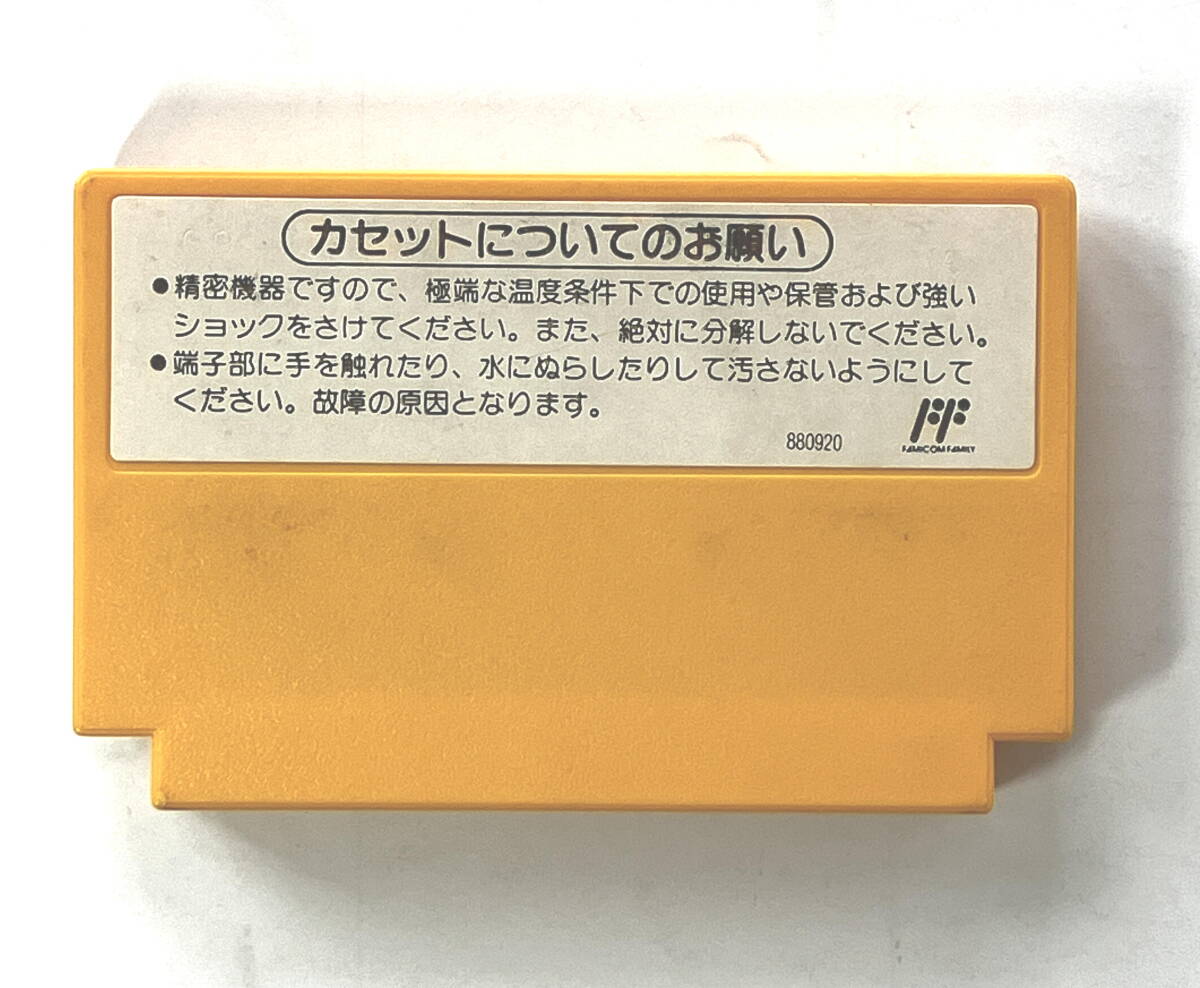 カセットについてのお願い
●精密機器ですので、極端な温度条件下での使用や保管および強い
ショックをさけてください。また、絶対に分解しないでください。
●端子部に手を触れたり、水にぬらしたりして汚さないようにして
ください。故障の原因となります。
880920
FF
FAMICOM FAMILY